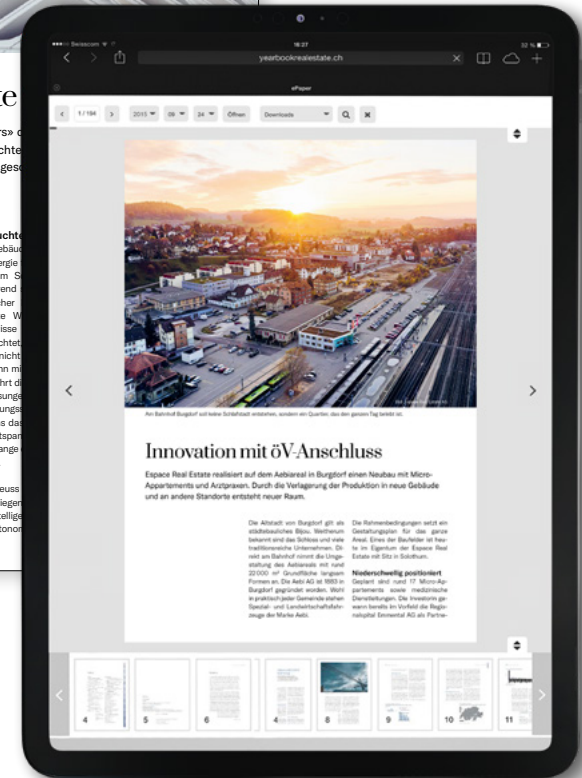 te
rs»
uchte
Swisscom
18:27
32 %
yearbookrealestate.ch
ePaper
1 / 194
2015
09
24
Öffnen
Downloads
Am Bahnhof Burgdorf soll keine Schlafstadt entstehen, sondern ein Quartier, das den ganzen Tag belebt ist.
Innovation mit öV-Anschluss
Espace Real Estate realisiert auf dem Aebiareal in Burgdorf einen Neubau mit Micro-
Appartements und Arztpraxen. Durch die Verlagerung der Produktion in neue Gebäude
und an andere Standorte entsteht neuer Raum.
Die Altstadt von Burgdorf gilt als
städtebauliches Bijou. Weitherum
bekannt sind das Schloss und viele
traditionsreiche Unternehmen. Di-
rekt am Bahnhof nimmt die Umge-
staltung des Aebiareals mit rund
22000 m² Grundfläche langsam
Formen an. Die Aebi AG ist 1883 in
Burgdorf gegründet worden. Wohl
in praktisch jeder Gemeinde stehen
Spezial- und Landwirtschaftsfahr-
zeuge der Marke Aebi.
Die Rahmenbedingungen setzt ein
Gestaltungsplan für das ganze
Areal. Eines der Baufelder ist heu-
te im Eigentum der Espace Real
Estate mit Sitz in Solothurn.
Niederschwellig positioniert
Geplant sind rund 17 Micro-Ap-
partements sowie medizinische
Dienstleitungen. Die Investorin ge-
wann bereits im Vorfeld die Regio-
nalspital Emmental AG als Partne-
4
5
6
4
8
9
10
11